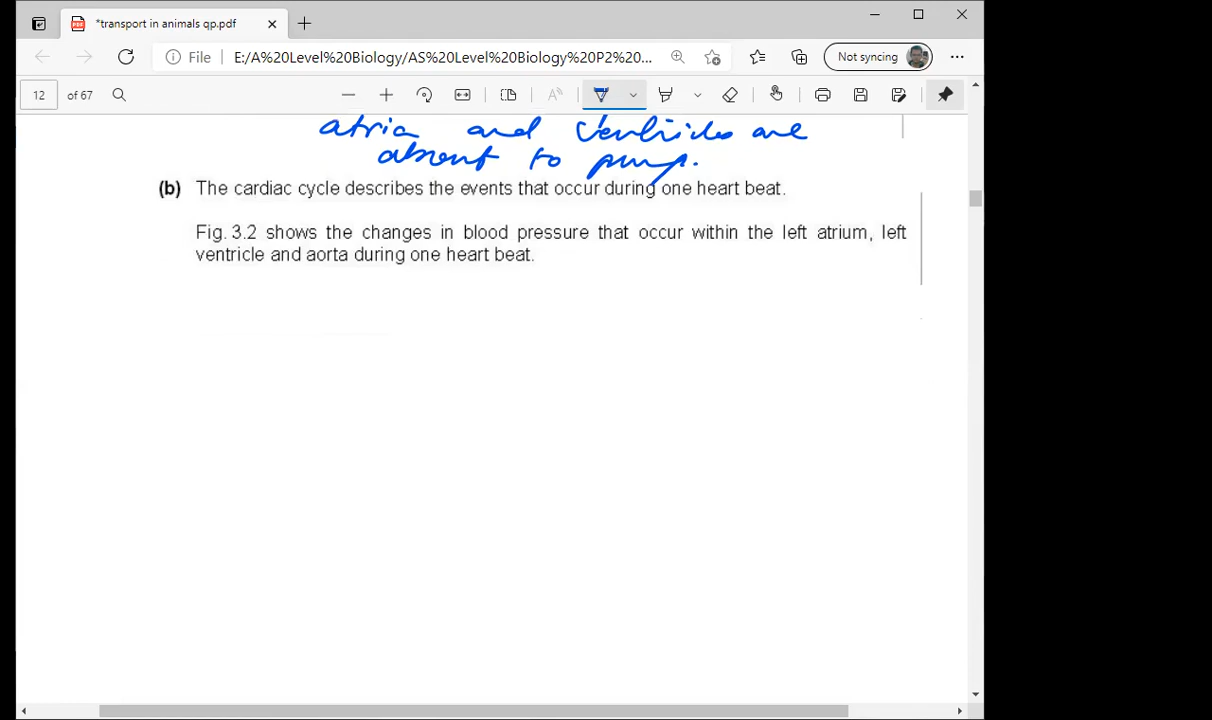 *transport in animals qp.pdf
File
E:/A%20Level%20Biology/AS%20Level%20Biology%20P2%20...
Not syncing
12
of 67
atria and ventricles are
absent to pump.
(b) The cardiac cycle describes the events that occur during one heart beat.
Fig. 3.2 shows the changes in blood pressure that occur within the left atrium, left
ventricle and aorta during one heart beat.